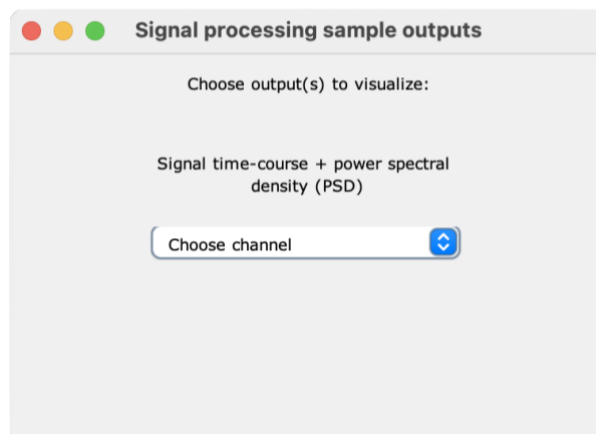 Signal processing sample outputs
Choose output(s) to visualize:
Signal time-course + power spectral
density (PSD)
Choose channel